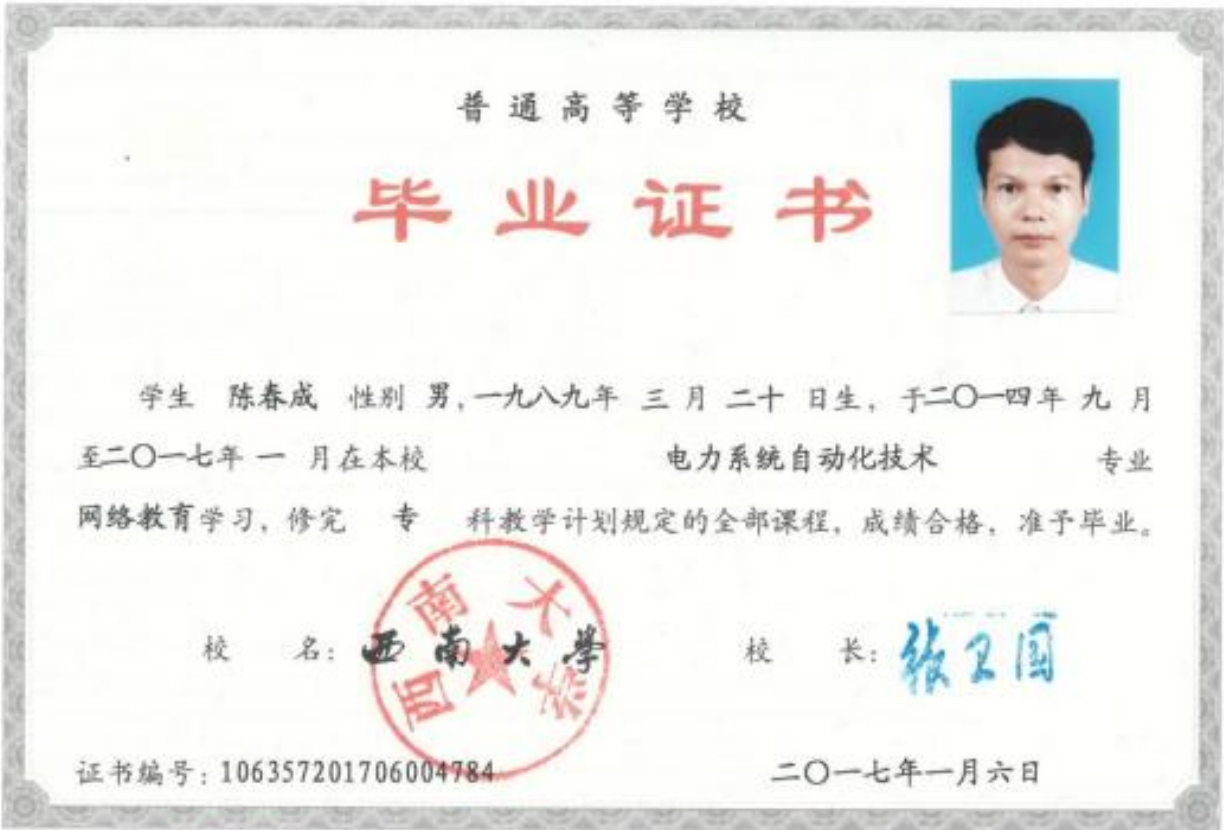 普通高等学校
毕业证书
学生 陈春成 性别 男,一九八九年 三 月 二十 日生, 于二〇一四年 九 月
至二〇一七年 一 月在本校 电力系统自动化技术 专业
网络教育学习, 修完 专 科教学计划规定的全部课程, 成绩合格, 准予毕业。
校 名: 西南大学 校 长: 张卫国
西南大学
证书编号: 106357201706004784 二〇一七年一月六日